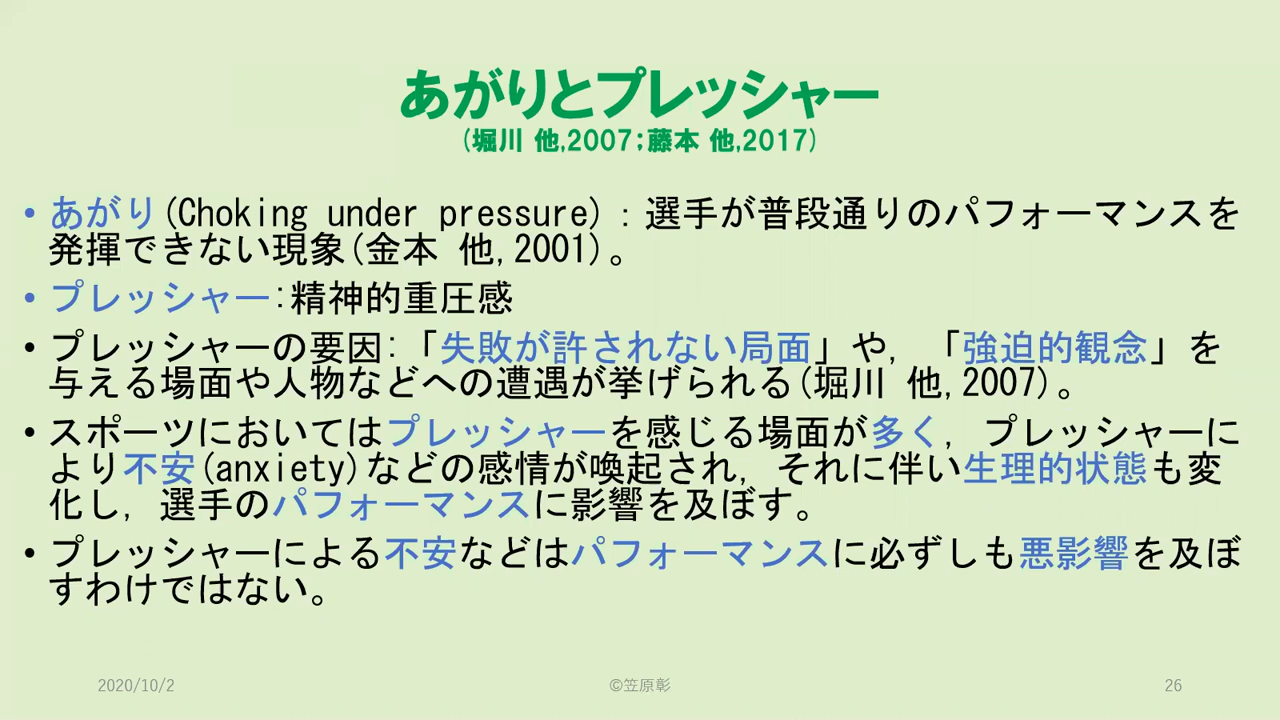 あがりとプレッシャー
(堀川 他,2007;藤本 他,2017)
• あがり(Choking under pressure) : 選手が普段通りのパフォーマンスを
発揮できない現象(金本 他,2001)。
• プレッシャー:精神的重圧感
• プレッシャーの要因:「失敗が許されない局面」や, 「強迫的観念」を
与える場面や人物などへの遭遇が挙げられる(堀川 他,2007)。
• スポーツにおいてはプレッシャーを感じる場面が多く, プレッシャーに
より不安(anxiety)などの感情が喚起され, それに伴い生理的状態も変
化し, 選手のパフォーマンスに影響を及ぼす。
• プレッシャーによる不安などはパフォーマンスに必ずしも悪影響を及ぼ
すわけではない。
2020/10/2
©笠原彰
26